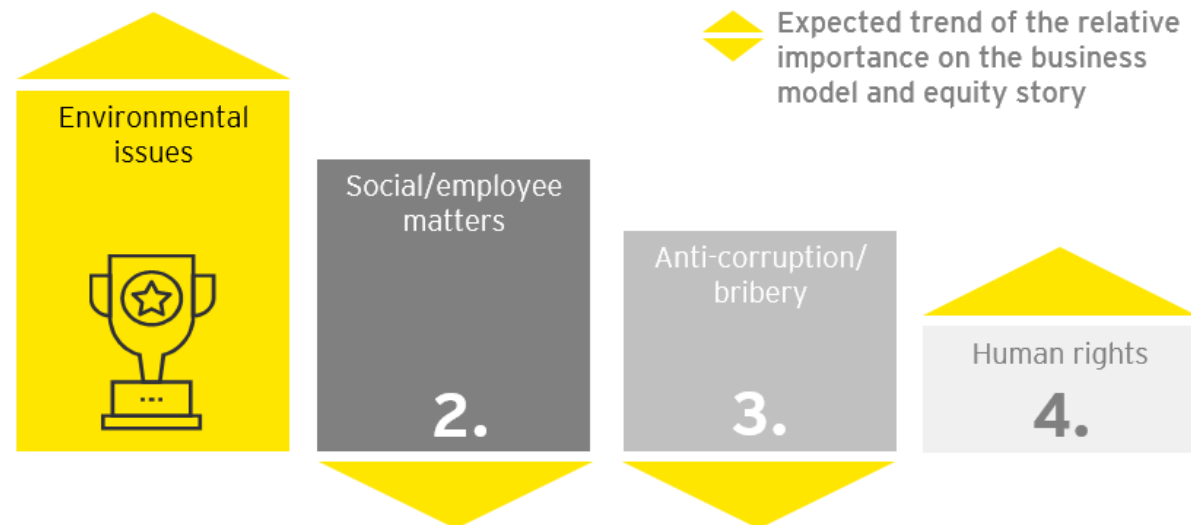 Expected trend of the relative
importance on the business
model and equity story
Environmental
issues
Social/employee
matters
2.
Anti-corruption/
bribery
3.
Human rights
4.